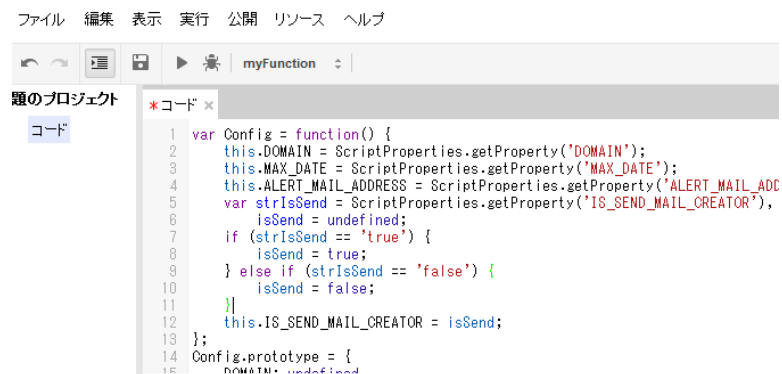 ファイル 編集 表示 実行 公開 リソース ヘルプ
myFunction
題のプロジェクト
*コード ×
コード
1 var Config = function() {
2     this.DOMAIN = ScriptProperties.getProperty('DOMAIN');
3     this.MAX_DATE = ScriptProperties.getProperty('MAX_DATE');
4     this.ALERT_MAIL_ADDRESS = ScriptProperties.getProperty('ALERT_MAIL_ADD
5     var strIsSend = ScriptProperties.getProperty('IS_SEND_MAIL_CREATOR'),
6         isSend = undefined;
7     if (strIsSend == 'true') {
8         isSend = true;
9     } else if (strIsSend == 'false') {
10         isSend = false;
11     }
12     this.IS_SEND_MAIL_CREATOR = isSend;
13 };
14 Config.prototype = {
15     DOMAIN: undefined